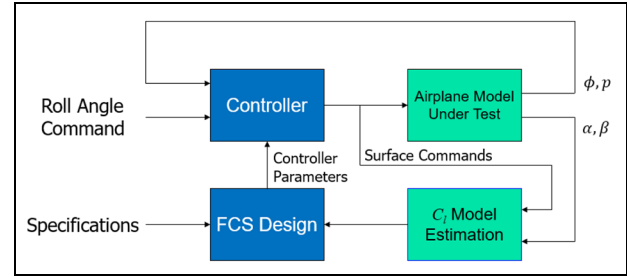 Roll Angle
Command
Controller
Airplane Model
Under Test
ϕ, p
α, β
Controller
Parameters
Surface Commands
Specifications
FCS Design
C_l Model
Estimation